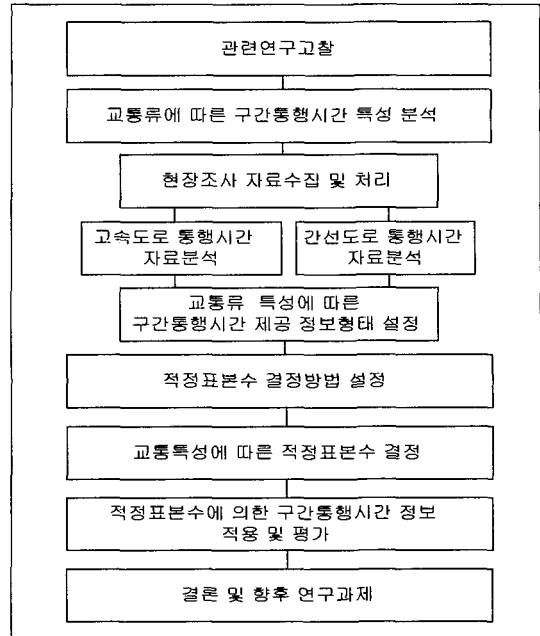 관련연구고찰
교통류에 따른 구간통행시간 특성 분석
현장조사 자료수집 및 처리
고속도로 통행시간
자료분석
간선도로 통행시간
자료분석
교통류 특성에 따른
구간통행시간 제공 정보형태 설정
적정표본수 결정방법 설정
교통특성에 따른 적정표본수 결정
적정표본수에 의한 구간통행시간 정보
적용 및 평가
결론 및 향후 연구과제